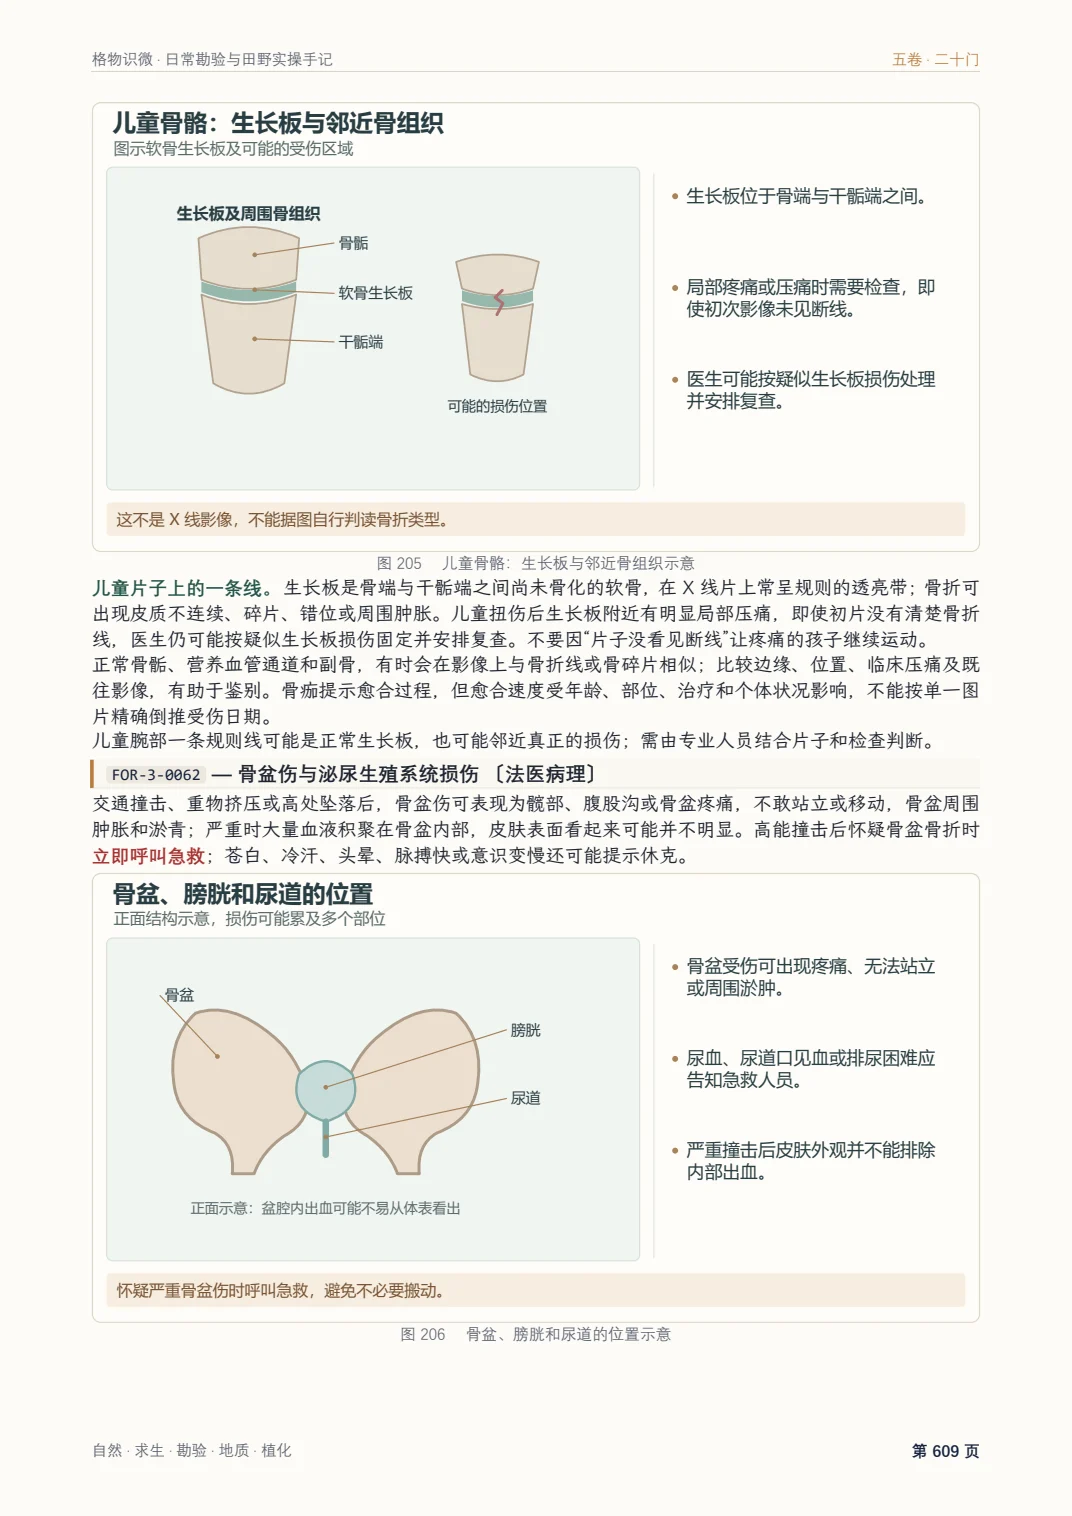 格物识微 · 日常勘验与田野实操手记
五卷 · 二十门
儿童骨骼：生长板与邻近骨组织
图示软骨生长板及可能的受伤区域
生长板及周围骨组织
骨骺
软骨生长板
干骺端
可能的损伤位置
• 生长板位于骨端与干骺端之间。
• 局部疼痛或压痛时需要检查，即
使初次影像未见断线。
• 医生可能按疑似生长板损伤处理
并安排复查。
这不是 X 线影像，不能据图自行判读骨折类型。
图 205 儿童骨骼：生长板与邻近骨组织示意
儿童片子上的一条线。生长板是骨端与干骺端之间尚未骨化的软骨，在 X 线片上常呈规则的透亮带；骨折可
出现皮质不连续、碎片、错位或周围肿胀。儿童扭伤后生长板附近有明显局部压痛，即使初片没有清楚骨折
线，医生仍可能按疑似生长板损伤固定并安排复查。不要因“片子没看见断线”让疼痛的孩子继续运动。
正常骨骺、营养血管通道和副骨，有时会在影像上与骨折线或骨碎片相似；比较边缘、位置、临床压痛及既
往影像，有助于鉴别。骨痂提示愈合过程，但愈合速度受年龄、部位、治疗和个体状况影响，不能按单一图
片精确倒推受伤日期。
儿童腕部一条规则线可能是正常生长板，也可能邻近真正的损伤；需由专业人员结合片子和检查判断。
FOR-3-0062 — 骨盆伤与泌尿生殖系统损伤 〔法医病理〕
交通撞击、重物挤压或高处坠落后，骨盆伤可表现为髋部、腹股沟或骨盆疼痛，不敢站立或移动，骨盆周围
肿胀和淤青；严重时大量血液积聚在骨盆内部，皮肤表面看起来可能并不明显。高能撞击后怀疑骨盆骨折时
立即呼叫急救；苍白、冷汗、头晕、脉搏快或意识变慢还可能提示休克。
骨盆、膀胱和尿道的位置
正面结构示意，损伤可能累及多个部位
骨盆
膀胱
尿道
正面示意：盆腔内出血可能不易从体表看出
• 骨盆受伤可出现疼痛、无法站立
或周围淤肿。
• 尿血、尿道口见血或排尿困难应
告知急救人员。
• 严重撞击后皮肤外观并不能排除
内部出血。
怀疑严重骨盆伤时呼叫急救，避免不必要搬动。
图 206 骨盆、膀胱和尿道的位置示意
自然 · 求生 · 勘验 · 地质 · 植化
第 609 页